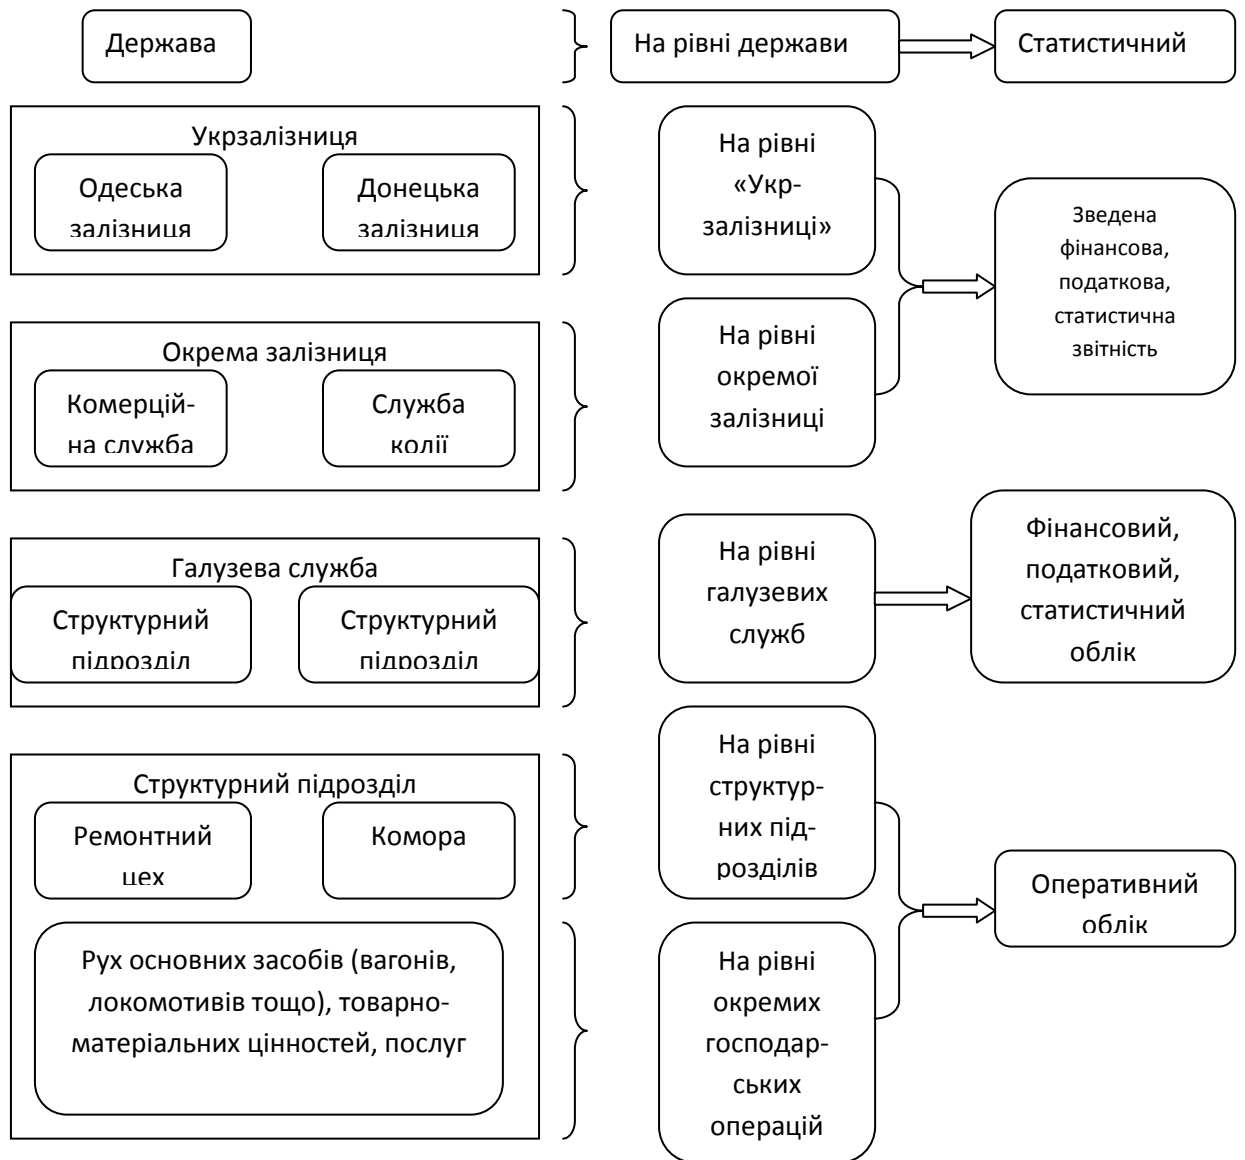 Держава
На рівні держави
Статистичний
Укрзалізниця
Одеська
залізниця
Донецька
залізниця
На рівні
«Укр-
залізниці»
Зведена
фінансова,
податкова,
статистична
звітність
Окрема залізниця
Комерцій-
на служба
Служба
колії
На рівні
окремої
залізниці
Галузева служба
Структурний
підрозділ
Структурний
підрозділ
На рівні
галузевих
служб
Фінансовий,
податковий,
статистичний
облік
Структурний підрозділ
Ремонтний
цех
Комора
На рівні
структур-
них під-
розділів
Оперативний
облік
Рух основних засобів (вагонів,
локомотивів тощо), товарно-
матеріальних цінностей, послуг
На рівні
окремих
господар-
ських
операцій